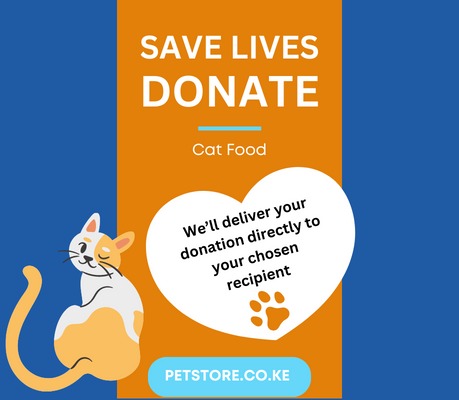 SAVE LIVES
DONATE
Cat Food
We'll deliver your
donation directly to
your chosen
recipient
PETSTORE.CO.KE